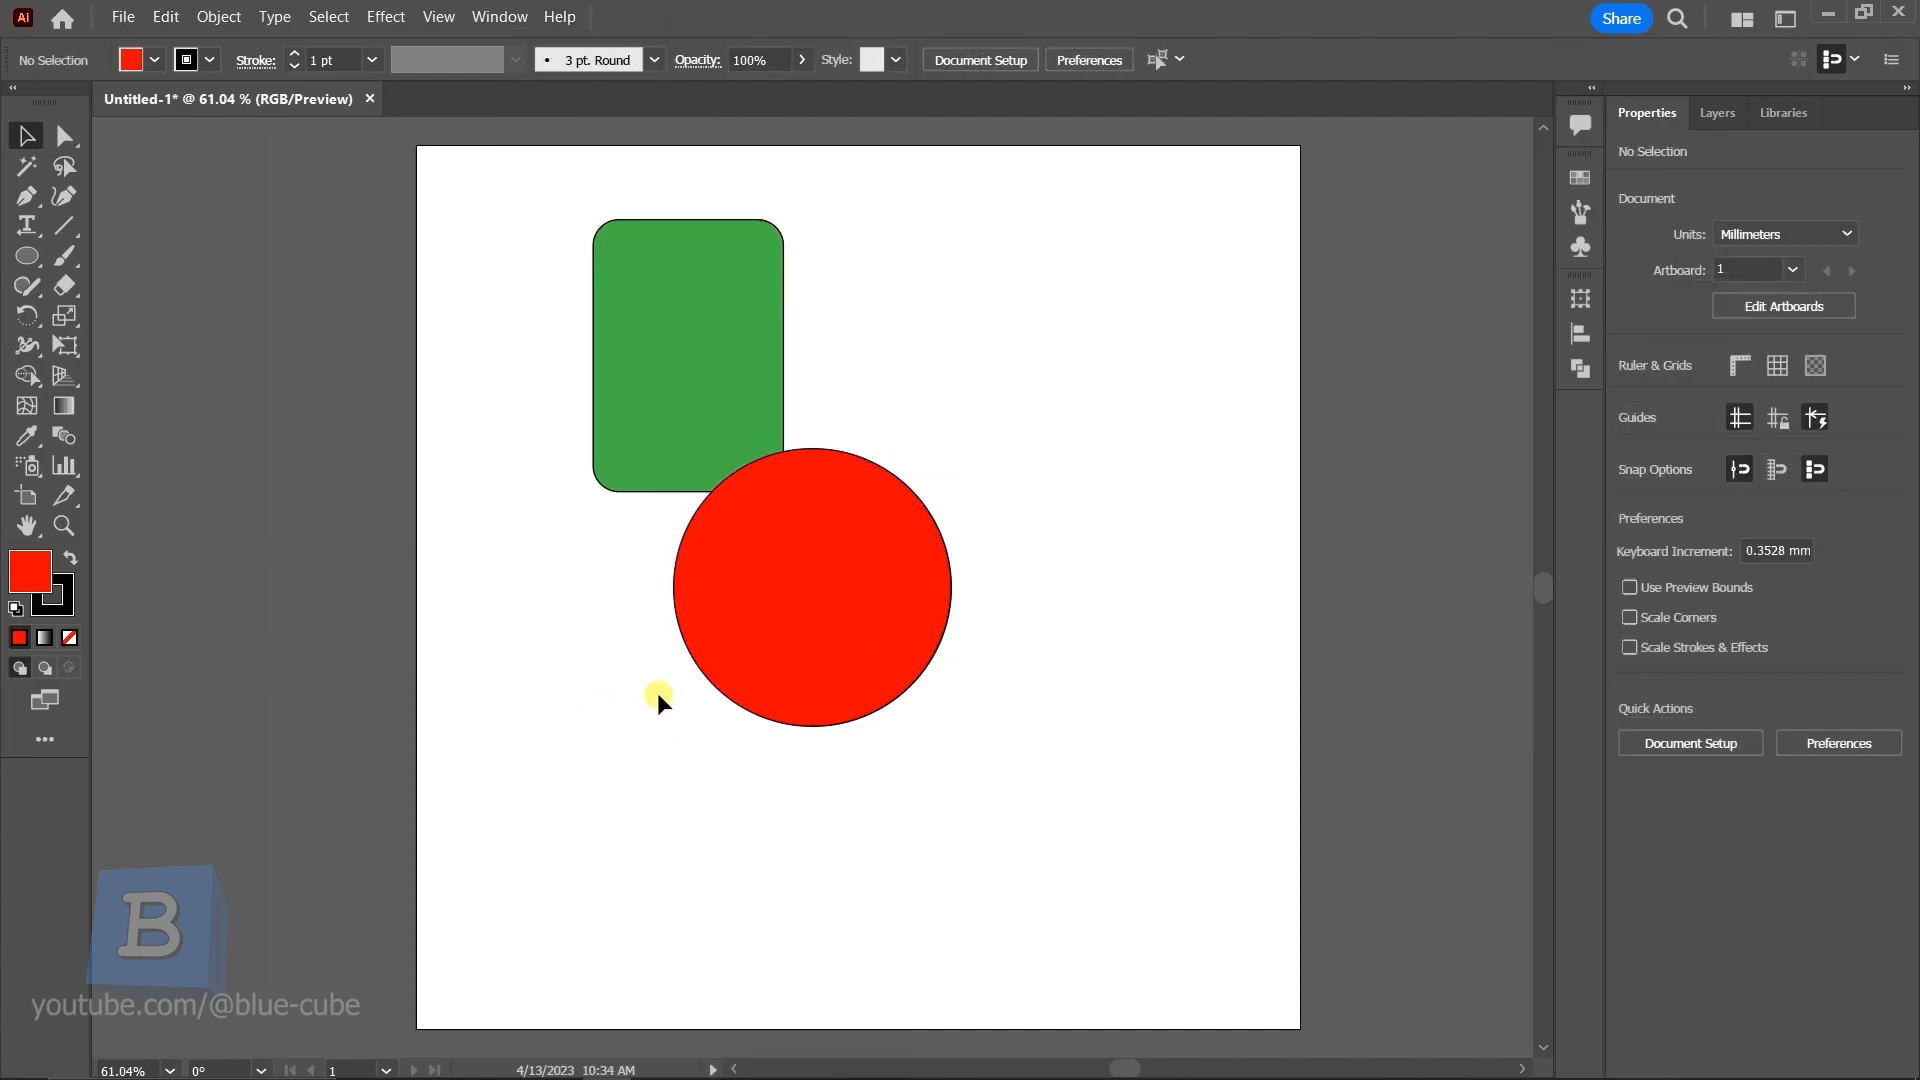 Ai File Edit Object Type Select Effect View Window Help Share
No Selection Stroke: 1 pt 3 pt. Round Opacity: 100% Style: Document Setup Preferences
Untitled-1* @ 61.04 % (RGB/Preview)
Properties Layers Libraries
No Selection
Document
Units: Millimeters
Artboard: 1
Edit Artboards
Ruler & Grids
Guides
Snap Options
Preferences
Keyboard Increment: 0.3528 mm
Use Preview Bounds
Scale Corners
Scale Strokes & Effects
Quick Actions
Document Setup Preferences
B
youtube.com/@blue-cube
61.04% 0° 1 4/13/2023 10:34 AM